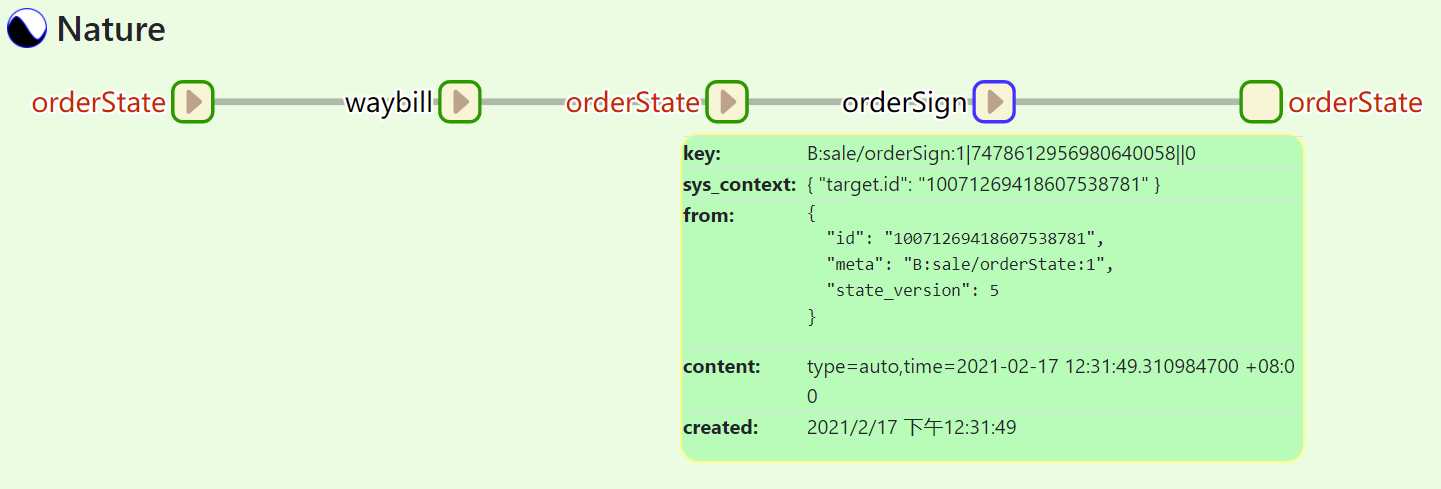 Nature
orderState waybill orderState orderSign orderState
key: B:sale/orderSign:1|7478612956980640058||0
sys_context: { "target.id": "10071269418607538781" }
from: {
"id": "10071269418607538781",
"meta": "B:sale/orderState:1",
"state_version": 5
}
content: type=auto,time=2021-02-17 12:31:49.310984700 +08:0
0
created: 2021/2/17 下午12:31:49